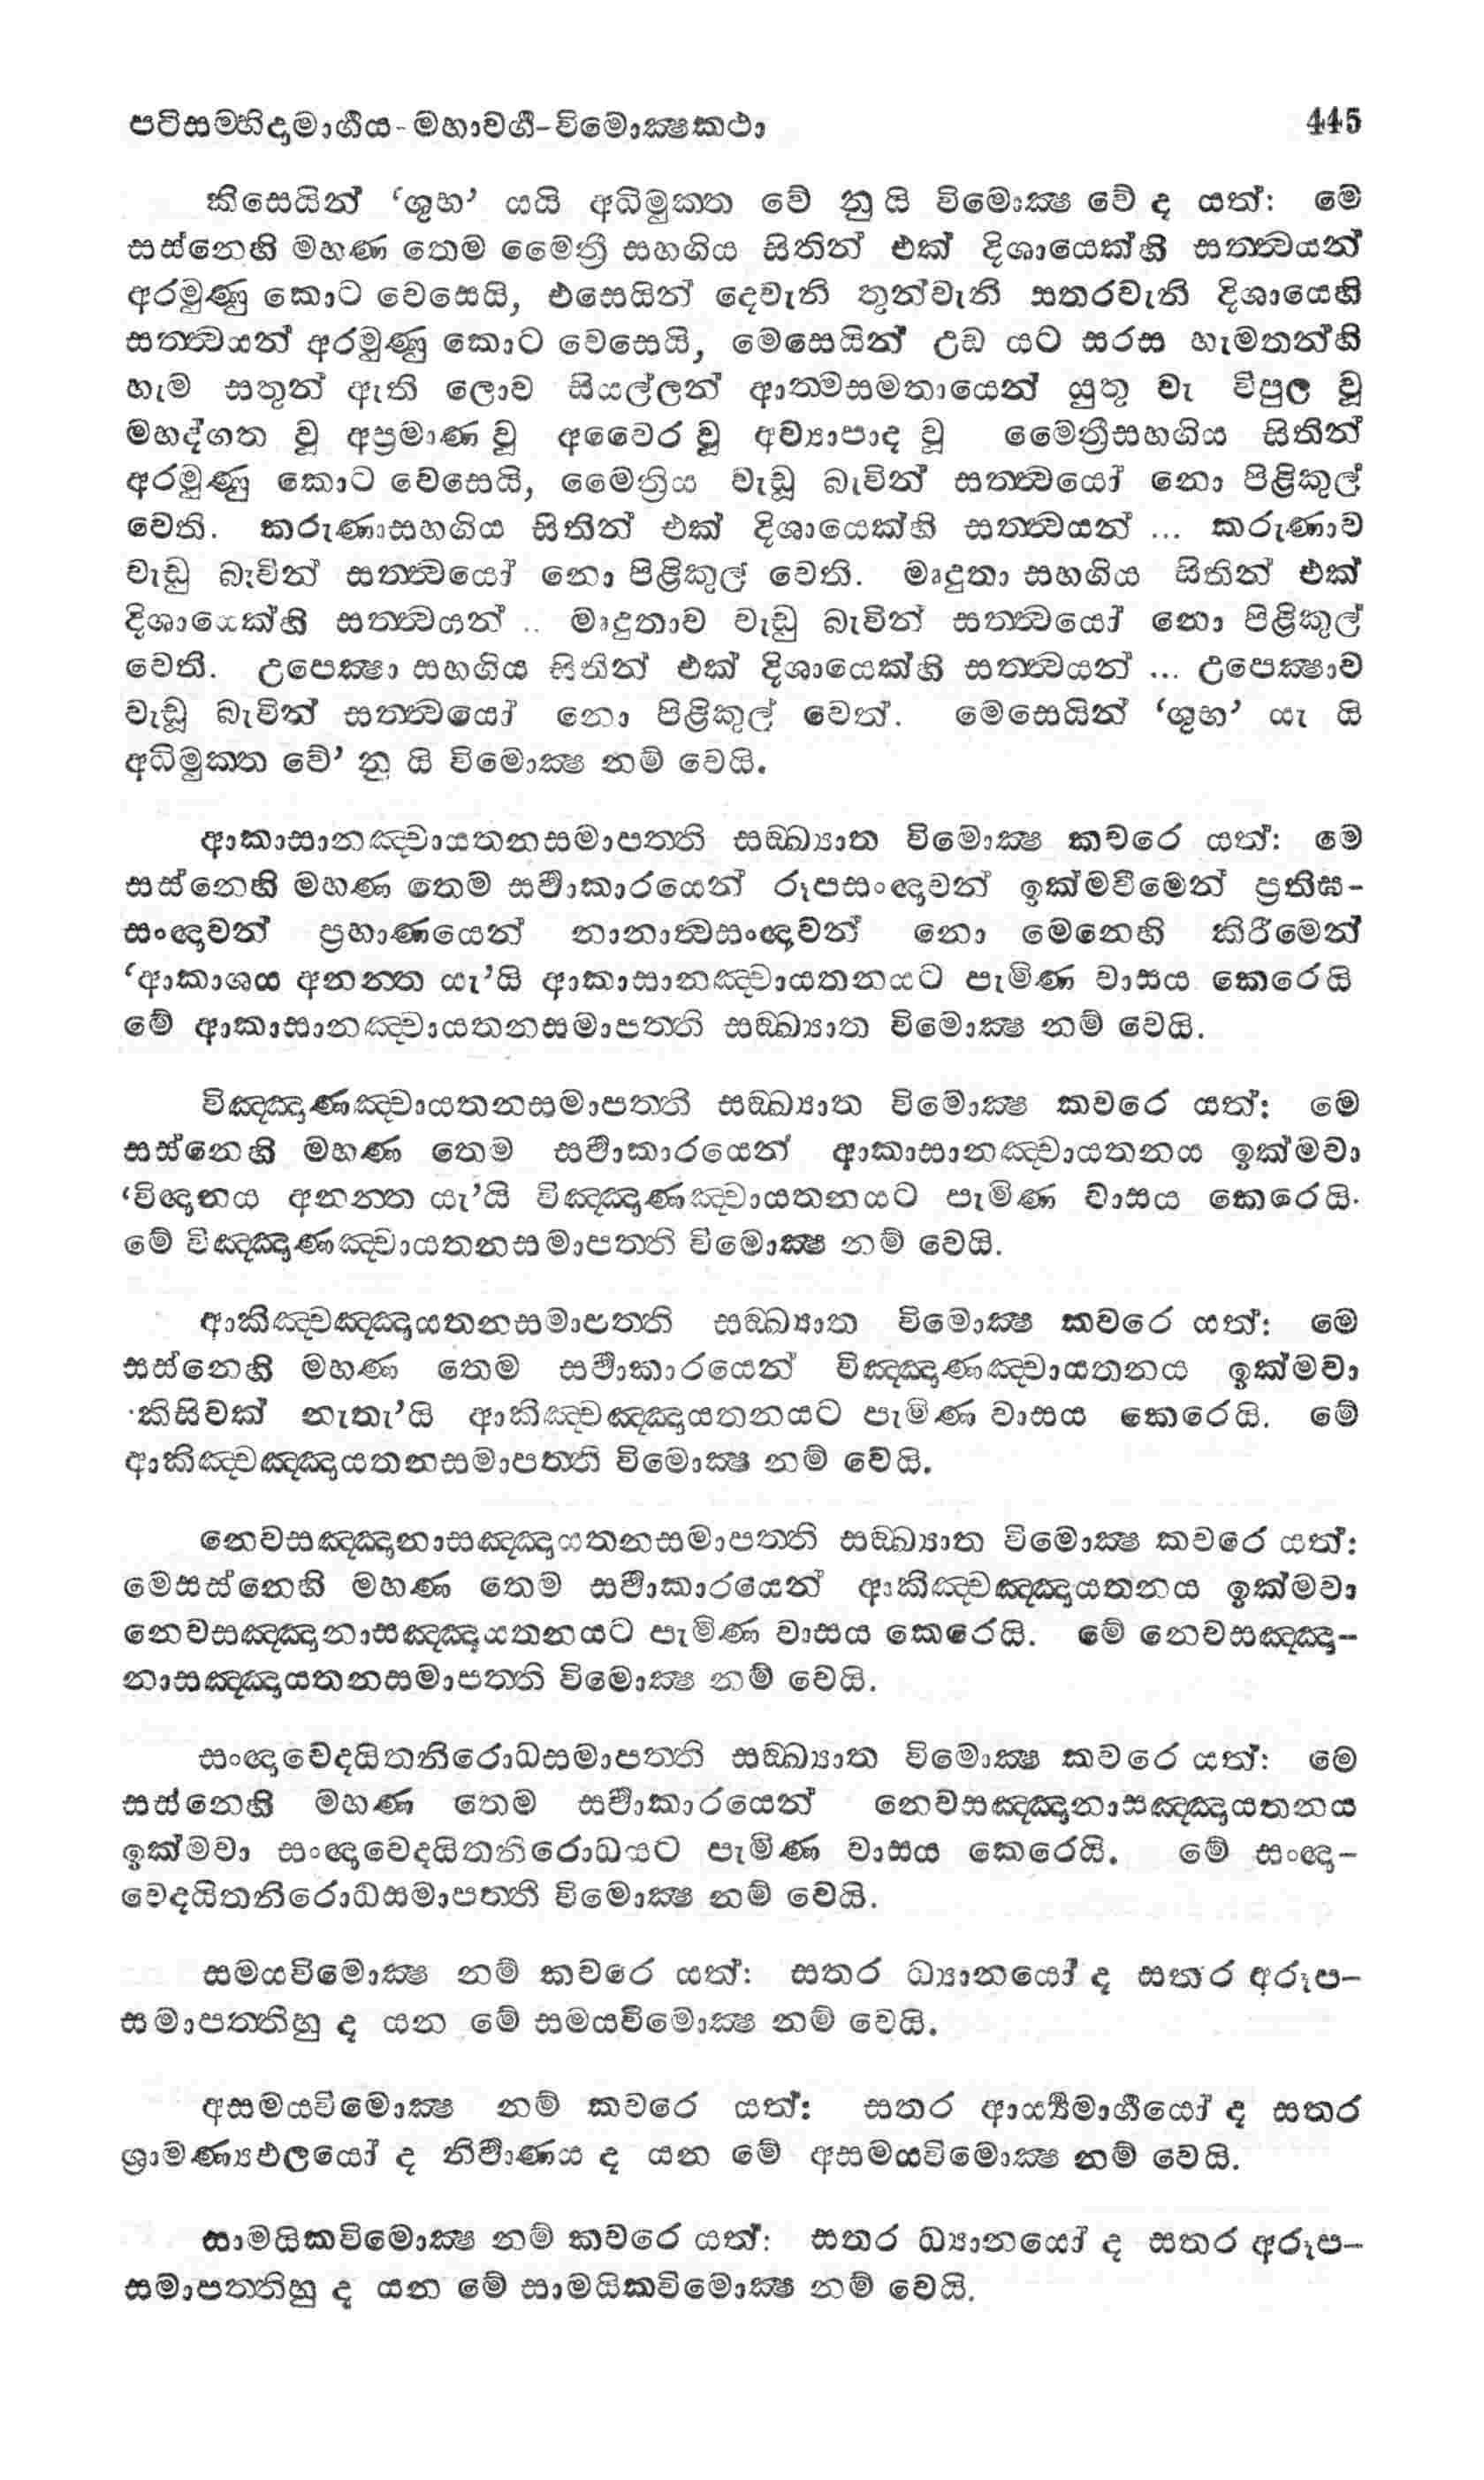 පටිසම්භිදාමාර්ගය-මහාවර්ග-විමොක්ෂකථා 445
කිසෙයින් ‘ශුභ’ යයි අධිමුක්ත වේ නු යි විමොක්ෂ වේ ද යත්: මේ
සස්නෙහි මහණ තෙම මෛත්‍රී සහගිය සිතින් එක් දිශායෙක්හි සත්ත්වයන්
අරමුණු කොට වෙසෙයි, එසෙයින් දෙවැනි තුන්වැනි සතරවැනි දිශායෙහි
සත්ත්වයන් අරමුණු කොට වෙසෙයි, මෙසෙයින් උඩ යට සරස හැමතන්හි
හැම සතුන් ඇති ලොව සියල්ලන් ආත්මසමතායෙන් යුතු වැ විපුල වූ
මහද්ගත වූ අප්‍රමාණ වූ අවෛර වූ අව්‍යාපාද වූ මෛත්‍රීසහගිය සිතින්
අරමුණු කොට වෙසෙයි, මෛත්‍රිය වැඩූ බැවින් සත්ත්වයෝ නො පිළිකුල්
වෙති. කරුණාසහගිය සිතින් එක් දිශායෙක්හි සත්ත්වයන් ... කරුණාව
වැඩු බැවින් සත්ත්වයෝ නො පිළිකුල් වෙති. මෘදුතා සහගිය සිතින් එක්
දිශායෙක්හි සත්ත්වයන් .. මෘදුතාව වැඩු බැවින් සත්ත්වයෝ නො පිළිකුල්
වෙති. උපෙක්ෂා සහගිය සිතින් එක් දිශායෙක්හි සත්ත්වයන් ... උපෙක්ෂාව
වැඩූ බැවින් සත්ත්වයෝ නො පිළිකුල් වෙත්. මෙසෙයින් ‘ශුභ’ යැ යි
අධිමුක්ත වේ’ නු යි විමොක්ෂ නම් වෙයි.
ආකාසානඤ්චායතනසමාපත්ති සඞ්ඛ්‍යාත විමොක්ෂ කවරෙ යත්: මෙ
සස්නෙහි මහණ තෙම සර්වාකාරයෙන් රූපසංඥාවන් ඉක්මවීමෙන් ප්‍රතිඝ-
සංඥාවන් ප්‍රහාණයෙන් නානාත්වසංඥාවන් නො මෙනෙහි කිරීමෙන්
‘ආකාශය අනන්ත යැ’යි ආකාසානඤ්චායතනයට පැමිණ වාසය කෙරෙයි
මේ ආකාසානඤ්චායතනසමාපත්ති සඞ්ඛ්‍යාත විමොක්ෂ නම් වෙයි.
විඤ්ඤාණඤ්චායතනසමාපත්ති සඞ්ඛ්‍යාත විමොක්ෂ කවරෙ යත්: මෙ
සස්නෙහි මහණ තෙම සර්වාකාරයෙන් ආකාසානඤ්චායතනය ඉක්මවා
‘විඥානය අනන්ත යැ’යි විඤ්ඤාණඤ්චායතනයට පැමිණ වාසය කෙරෙයි.
මේ විඤ්ඤාණඤ්චායතනසමාපත්ති විමොක්ෂ නම් වෙයි.
ආකිඤ්චඤ්ඤායතනසමාපත්ති සඞ්ඛ්‍යාත විමොක්ෂ කවරෙ යත්: මෙ
සස්නෙහි මහණ තෙම සර්වාකාරයෙන් විඤ්ඤාණඤ්චායතනය ඉක්මවා
‘කිසිවක් නැතැ’යි ආකිඤ්චඤ්ඤායතනයට පැමිණ වාසය කෙරෙයි. මේ
ආකිඤ්චඤ්ඤායතනසමාපත්ති විමොක්ෂ නම් වෙයි.
නෙවසඤ්ඤානාසඤ්ඤායතනසමාපත්ති සඞ්ඛ්‍යාත විමොක්ෂ කවරෙ යත්:
මෙසස්නෙහි මහණ තෙම සර්වාකාරයෙන් ආකිඤ්චඤ්ඤායතනය ඉක්මවා
නෙවසඤ්ඤානාසඤ්ඤායතනයට පැමිණ වාසය කෙරෙයි. මේ නෙවසඤ්ඤා-
නාසඤ්ඤායතනසමාපත්ති විමොක්ෂ නම් වෙයි.
සංඥාවෙදයිතනිරොධසමාපත්ති සඞ්ඛ්‍යාත විමොක්ෂ කවරෙ යත්: මෙ
සස්නෙහි මහණ තෙම සර්වාකාරයෙන් නෙවසඤ්ඤානාසඤ්ඤායතනය
ඉක්මවා සංඥාවෙදයිතනිරොධයට පැමිණ වාසය කෙරෙයි. මේ සංඥා-
වෙදයිතනිරොධසමාපත්ති විමොක්ෂ නම් වෙයි.
සමයවිමොක්ෂ නම් කවරෙ යත්: සතර ධ්‍යානයෝ ද සතර අරූප-
සමාපත්තිහු ද යන මේ සමයවිමොක්ෂ නම් වෙයි.
අසමයවිමොක්ෂ නම් කවරෙ යත්: සතර ආර්ය්‍යමාර්ගයෝ ද සතර
ශ්‍රාමණ්‍යඵලයෝ ද නිර්වාණය ද යන මේ අසමයවිමොක්ෂ නම් වෙයි.
සාමයිකවිමොක්ෂ නම් කවරෙ යත්: සතර ධ්‍යානයෝ ද සතර අරූප-
සමාපත්තිහු ද යන මේ සාමයිකවිමොක්ෂ නම් වෙයි.